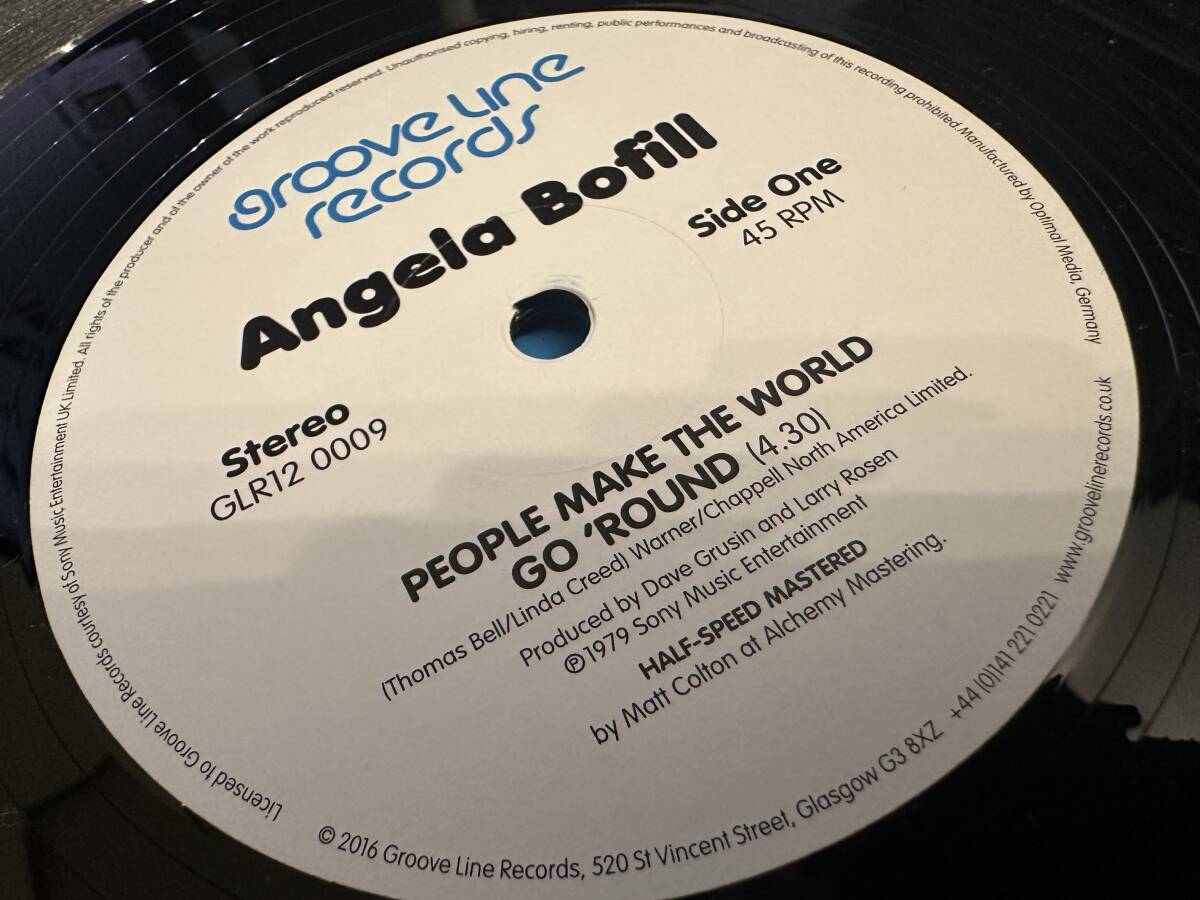 groove line
records
Angela Bofill
Side One
45 RPM
Stereo
GLR12 0009
PEOPLE MAKE THE WORLD
GO 'ROUND (4.30)
(Thomas Bell/Linda Creed) Warner/Chappell North America Limited.
Produced by Dave Grusin and Larry Rosen
℗1979 Sony Music Entertainment
HALF-SPEED MASTERED
by Matt Colton at Alchemy Mastering.
Licensed to Groove Line Records courtesy of Sony Music Entertainment UK Limited. All rights of the producer and of the owner of the work reproduced reserved. Unauthorised copying, hiring, renting, public performances and broadcasting of this recording prohibited. Manufactured by Optimal Media, Germany
© 2016 Groove Line Records, 520 St Vincent Street, Glasgow G3 8XZ +44 (0)141 221 0221 www.groovelinerecords.co.uk